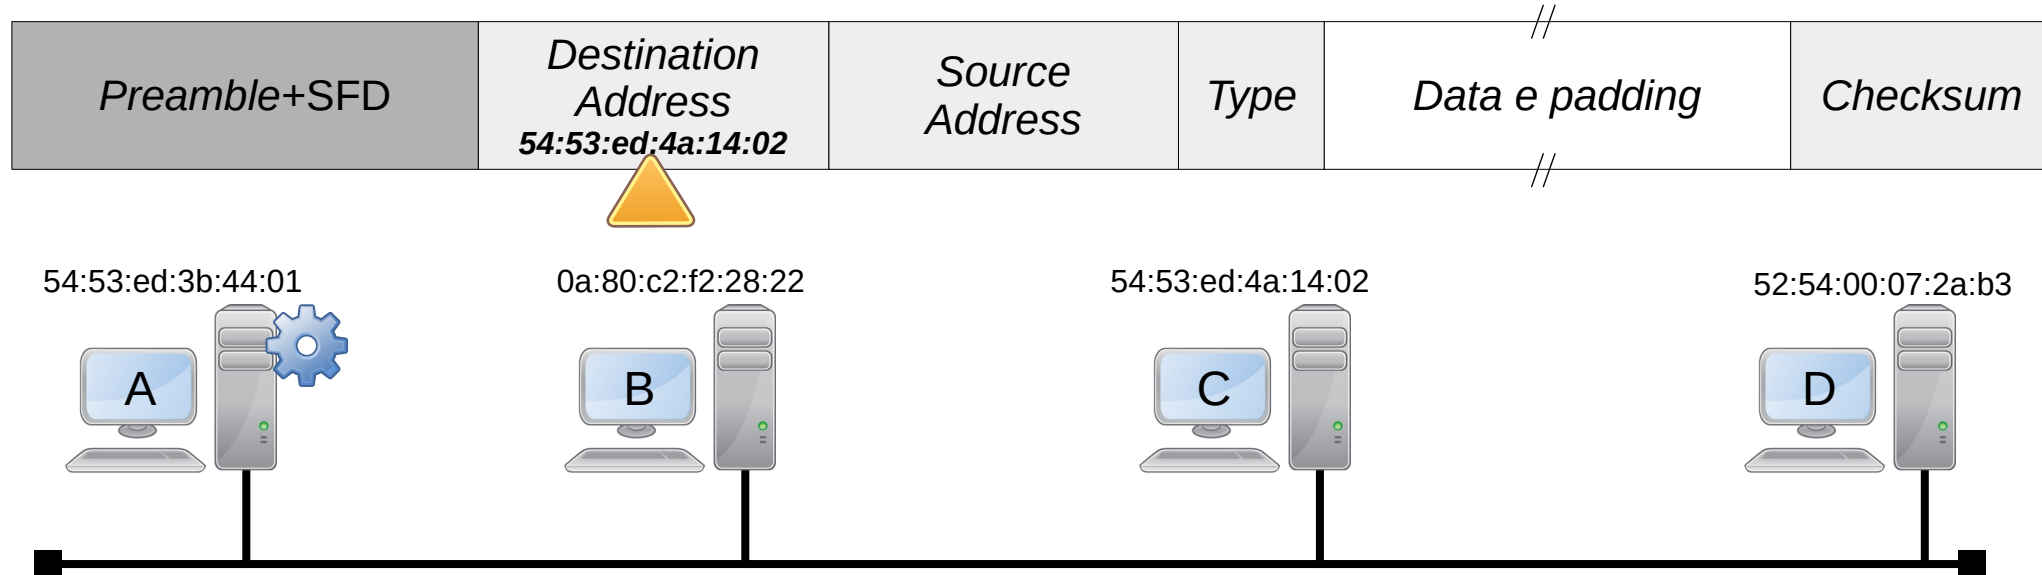 Preamble+SFD
Destination
Address
54:53:ed:4a:14:02
Source
Address
Type
//
Data e padding
//
Checksum
54:53:ed:3b:44:01
0a:80:c2:f2:28:22
54:53:ed:4a:14:02
52:54:00:07:2a:b3
A
B
C
D